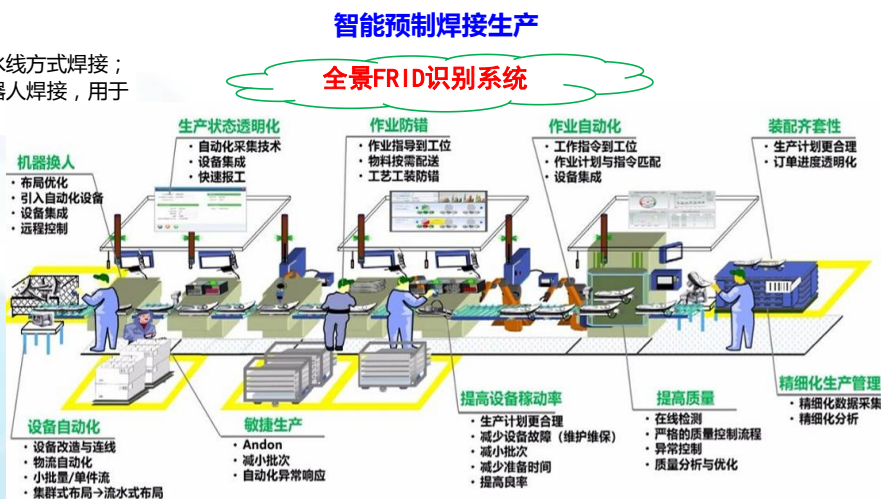 智能预制焊接生产
水线方式焊接；
器人焊接，用于
全景FRID识别系统
机器换人
• 布局优化
• 引入自动化设备
• 设备集成
• 远程控制
生产状态透明化
• 自动化采集技术
• 设备集成
• 快速报工
作业防错
• 作业指导到工位
• 物料按需配送
• 工艺工装防错
作业自动化
• 工作指令到工位
• 作业计划与指令匹配
• 设备集成
装配齐套性
• 生产计划更合理
• 订单进度透明化
设备自动化
• 设备改造与连线
• 物流自动化
• 小批量/单件流
• 集群式布局→流水式布局
敏捷生产
• Andon
• 减小批次
• 自动化异常响应
提高设备稼动率
• 生产计划更合理
• 减少设备故障（维护维保）
• 减小批次
• 减少准备时间
• 提高良率
提高质量
• 在线检测
• 严格的质量控制流程
• 异常控制
• 质量分析与优化
精细化生产管理
• 精细化数据采集
• 精细化分析